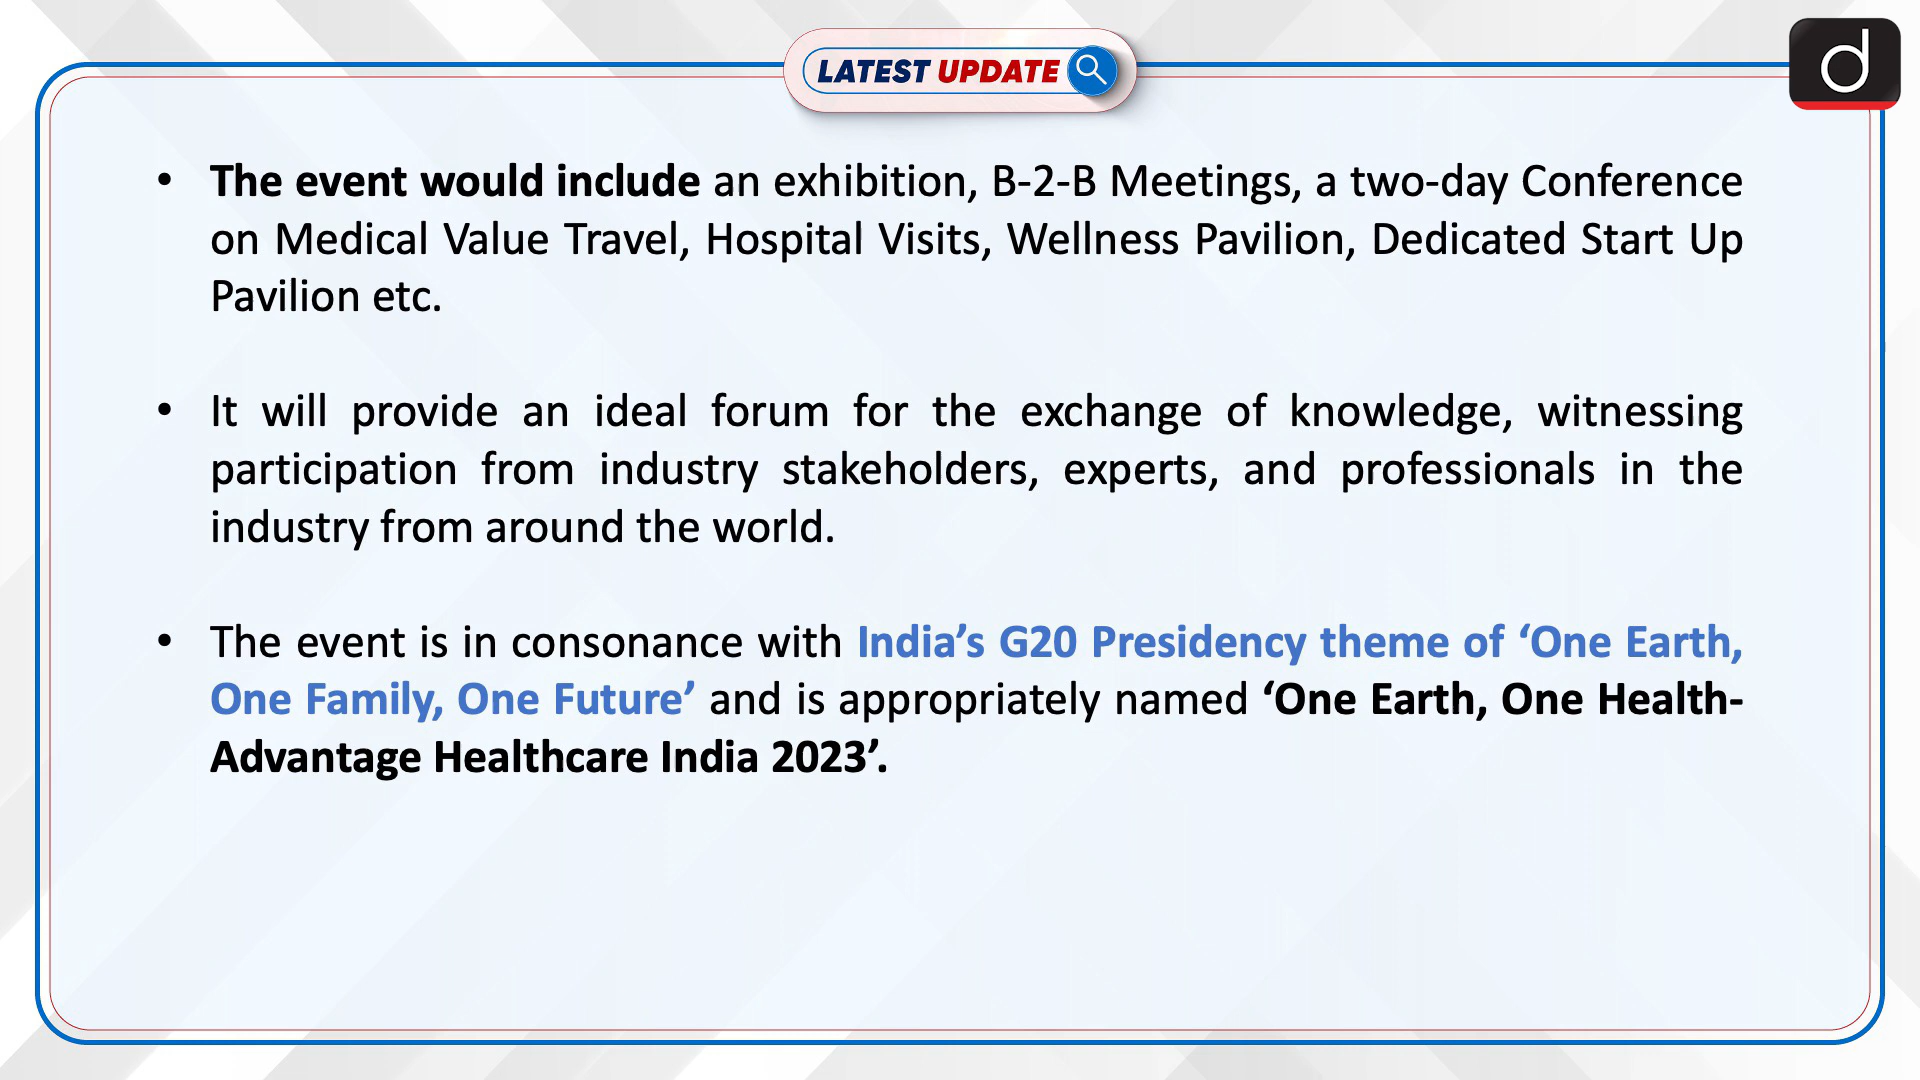 LATEST UPDATE
d
• The event would include an exhibition, B-2-B Meetings, a two-day Conference
on Medical Value Travel, Hospital Visits, Wellness Pavilion, Dedicated Start Up
Pavilion etc.
• It will provide an ideal forum for the exchange of knowledge, witnessing
participation from industry stakeholders, experts, and professionals in the
industry from around the world.
• The event is in consonance with India’s G20 Presidency theme of ‘One Earth,
One Family, One Future’ and is appropriately named ‘One Earth, One Health-
Advantage Healthcare India 2023’.